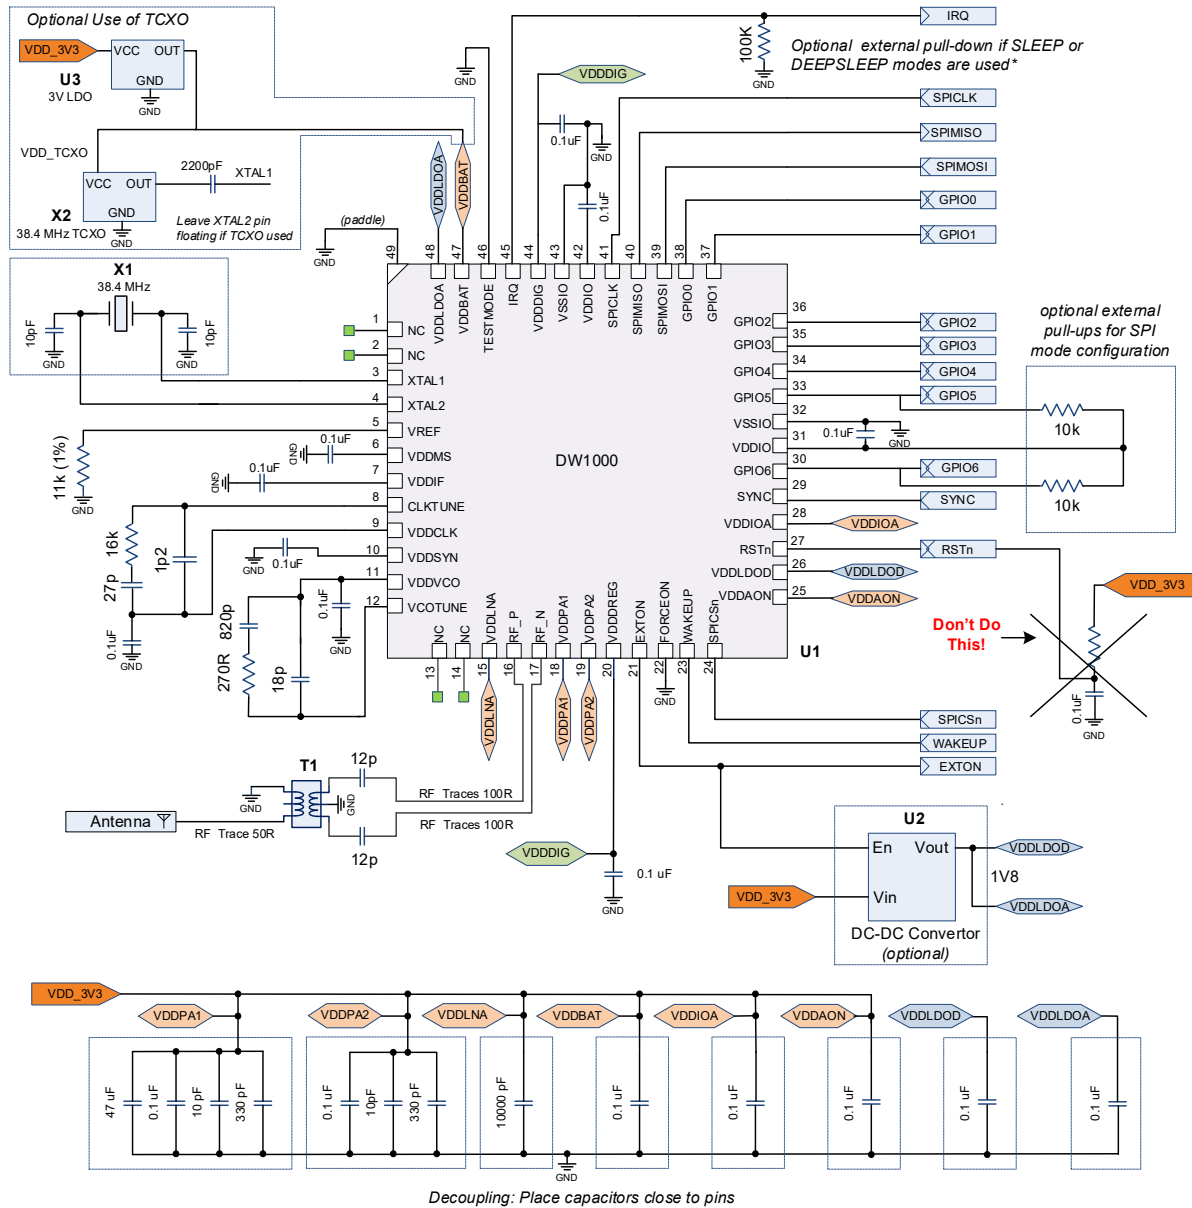 Optional Use of TCXO
VDD_3V3
VCC OUT
GND
U3
3V LDO
GND
VDD_TCXO
2200pF
XTAL1
VCC OUT
GND
X2
38.4 MHz TCXO
GND
Leave XTAL2 pin
floating if TCXO used
X1
38.4 MHz
10pF
10pF
GND
GND
(paddle)
GND
49
VDDLDOA
VDDBAT
GND
VDDDIG
0.1uF
GND
0.1uF
100K
GND
Optional external pull-down if SLEEP or
DEEPSLEEP modes are used*
IRQ
SPICLK
SPIMISO
SPIMOSI
GPIO0
GPIO1
48 47 46 45 44 43 42 41 40 39 38 37
VDDLDOA
VDDBAT
TESTMODE
IRQ
VDDDIG
VSSIO
VDDIO
SPICLK
SPIMISO
SPIMOSI
GPIO0
GPIO1
1 NC
2 NC
3 XTAL1
4 XTAL2
5 VREF
6 VDDMS
7 VDDIF
8 CLKTUNE
9 VDDCLK
10 VDDSYN
11 VDDVCO
12 VCOTUNE
DW1000
U1
GPIO2 36 GPIO2
GPIO3 35 GPIO3
GPIO4 34 GPIO4
GPIO5 33 GPIO5
VSSIO 32
VDDIO 31
GPIO6 30 GPIO6
SYNC 29 SYNC
VDDIOA 28 VDDIOA
RSTn 27 RSTn
VDDLDOD 26 VDDLDOD
VDDAON 25 VDDAON
0.1uF
GND
optional external
pull-ups for SPI
mode configuration
10k
10k
VDD_3V3
Don't Do
This!
0.1uF
GND
11k (1%)
GND
GND
0.1uF
GND
0.1uF
16k
27p
1p2
0.1uF
GND
GND
0.1uF
0.1uF
GND
820p
270R
18p
NC
NC
VDDLNA
RF_P
RF_N
VDDPA1
VDDPA2
VDDREG
EXTON
FORCEON
WAKEUP
SPICSn
13 14 15 16 17 18 19 20 21 22 23 24
VDDLNA
VDDPA1
VDDPA2
GND
SPICSn
WAKEUP
EXTON
T1
12p
GND
GND
RF Traces 100R
RF Traces 100R
Antenna
RF Trace 50R
12p
VDDDIG
0.1 uF
GND
U2
En Vout
Vin
VDD_3V3
VDDLDOD
1V8
VDDLDOA
DC-DC Convertor
(optional)
VDD_3V3
VDDPA1
VDDPA2
VDDLNA
VDDBAT
VDDIOA
VDDAON
VDDLDOD
VDDLDOA
47 uF
0.1 uF
10 pF
330 pF
0.1 uF
10pF
330 pF
10000 pF
0.1 uF
0.1 uF
0.1 uF
0.1 uF
0.1 uF
GND
Decoupling: Place capacitors close to pins